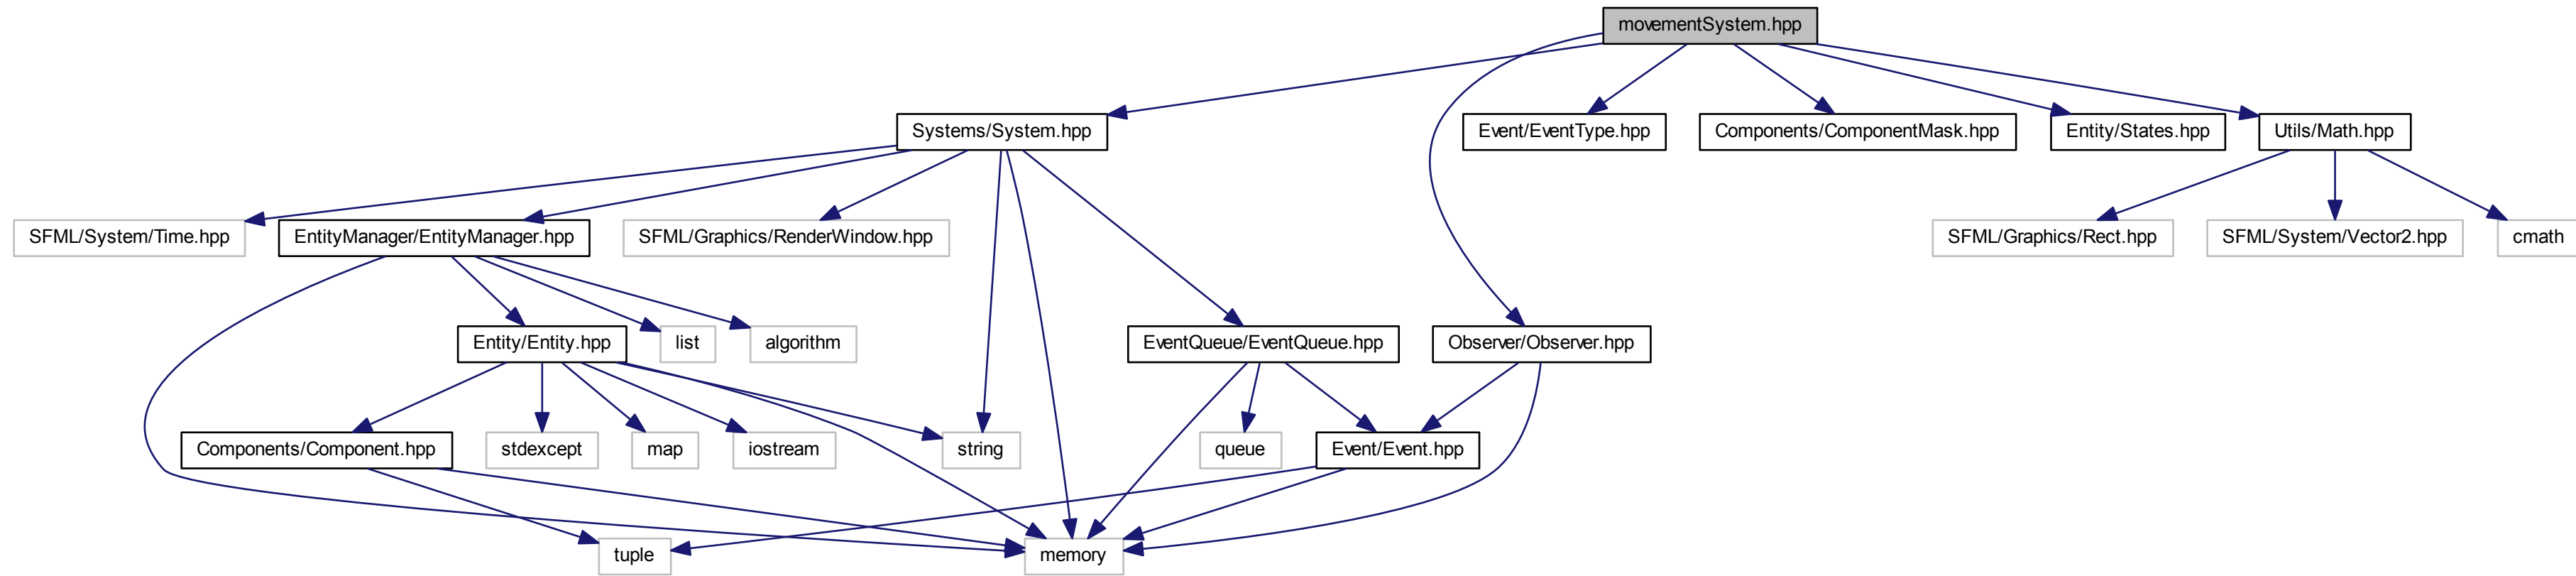 movementSystem.hpp
Systems/System.hpp
Event/EventType.hpp
Components/ComponentMask.hpp
Entity/States.hpp
Utils/Math.hpp
SFML/System/Time.hpp
EntityManager/EntityManager.hpp
SFML/Graphics/RenderWindow.hpp
SFML/Graphics/Rect.hpp
SFML/System/Vector2.hpp
cmath
Entity/Entity.hpp
list
algorithm
EventQueue/EventQueue.hpp
Observer/Observer.hpp
Components/Component.hpp
stdexcept
map
iostream
string
queue
Event/Event.hpp
tuple
memory